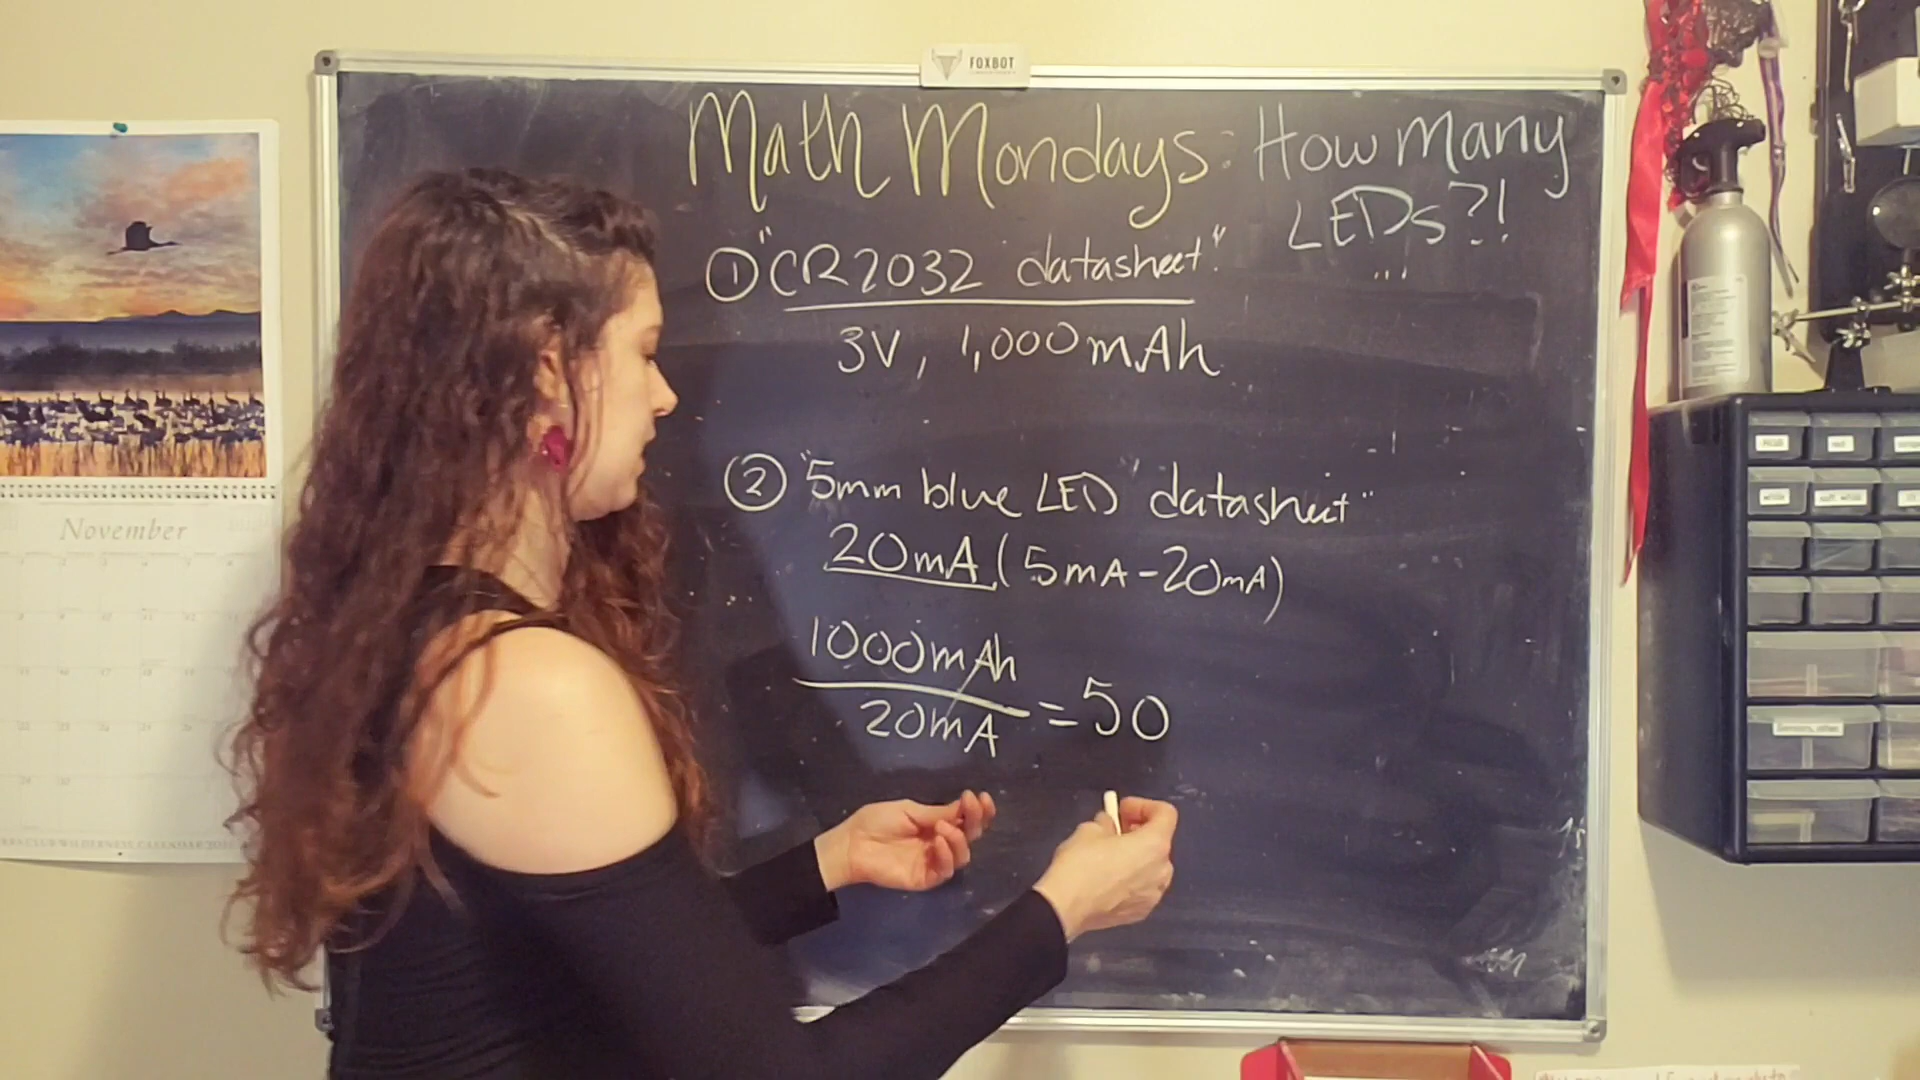 FOXBOT
Math Mondays: How many
LEDs?!
...
① "CR2032 datasheet".
3V, 1,000mAh
② "5mm blue LED" datasheet"
20mA (5mA-20mA)
1000mAh
20mA
=50
November